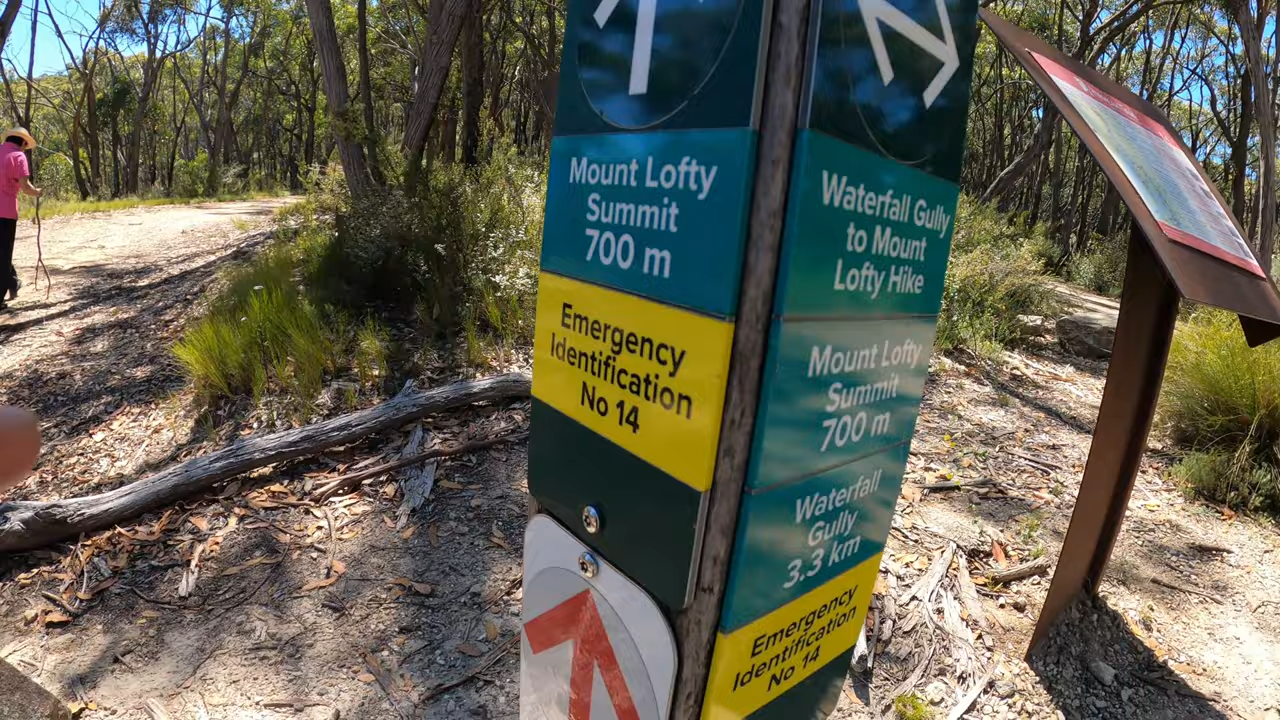 Mount Lofty
Summit
700 m
Emergency
Identification
No 14
Waterfall Gully
to Mount
Lofty Hike
Mount Lofty
Summit
700 m
Waterfall
Gully
3.3 km
Emergency
Identification
No 14